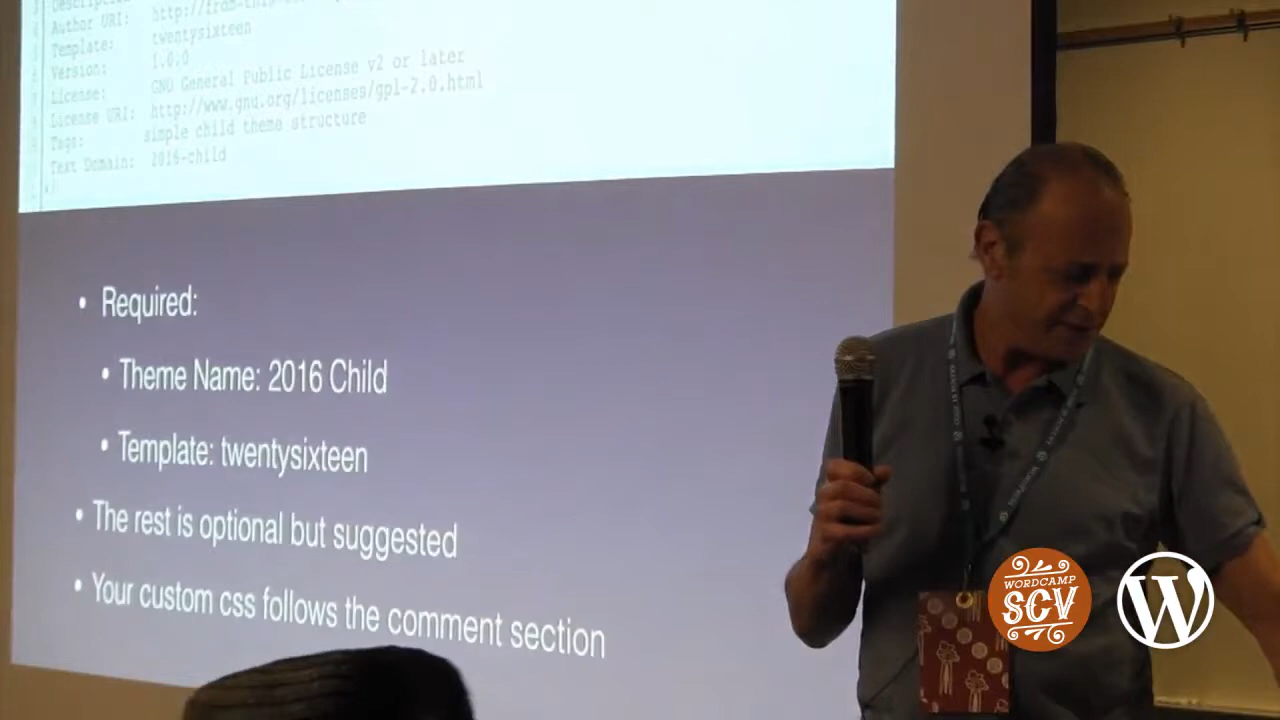 Author URI:
Template: twentysixteen
Version: 1.0.0
License: GNU General Public License v2 or later
License URI: http://www.gnu.org/licenses/gpl-2.0.html
Tags: simple child theme structure
Text Domain: 2016-child
• Required:
• Theme Name: 2016 Child
• Template: twentysixteen
• The rest is optional but suggested
• Your custom css follows the comment section
WORDCAMP
SCV
W